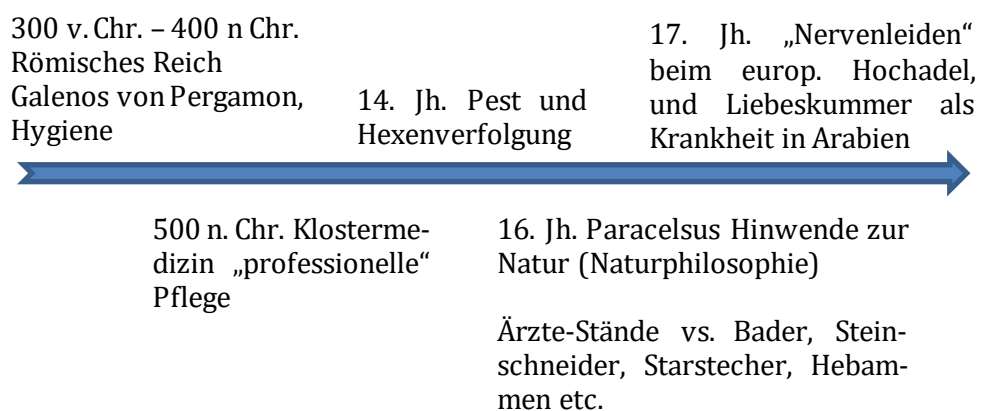 300 v. Chr. – 400 n Chr.
Römisches Reich
Galenos von Pergamon,
Hygiene
14. Jh. Pest und
Hexenverfolgung
17. Jh. „Nervenleiden“
beim europ. Hochadel,
und Liebeskummer als
Krankheit in Arabien
500 n. Chr. Klosterme-
dizin „professionelle“
Pflege
16. Jh. Paracelsus Hinwende zur
Natur (Naturphilosophie)
Ärzte-Stände vs. Bader, Stein-
schneider, Starstecher, Hebam-
men etc.